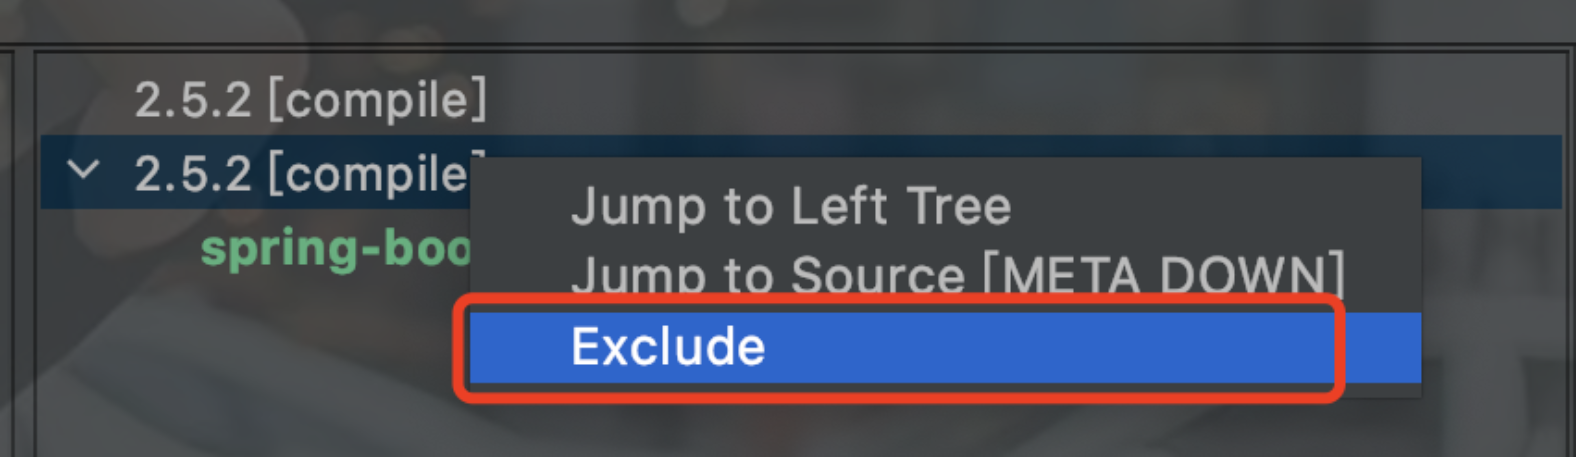 2.5.2 [compile]
2.5.2 [compile]
Jump to Left Tree
spring-boo
Jump to Source [META DOWN]
Exclude